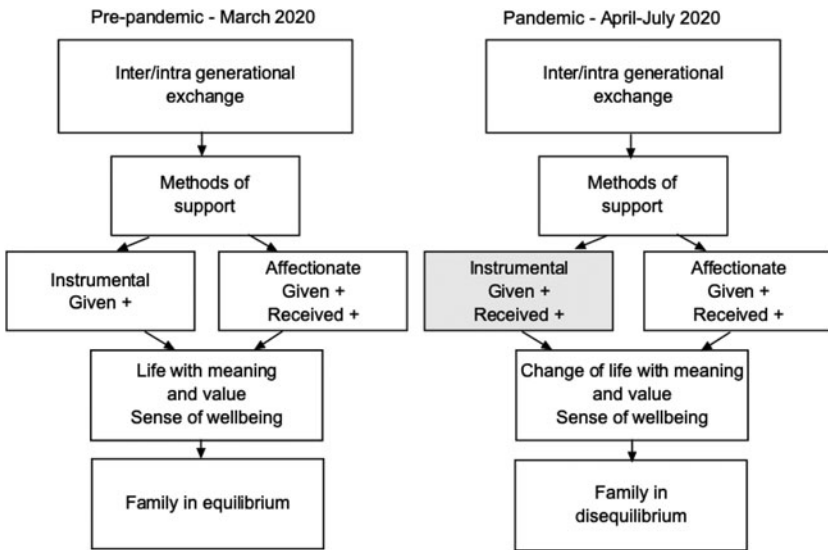 Pre-pandemic - March 2020
Inter/intra generational
exchange
Methods of
support
Instrumental
Given +
Affectionate
Given +
Received +
Life with meaning
and value
Sense of wellbeing
Family in equilibrium
Pandemic - April-July 2020
Inter/intra generational
exchange
Methods of
support
Instrumental
Given +
Received +
Affectionate
Given +
Received +
Change of life with meaning
and value
Sense of wellbeing
Family in
disequilibrium